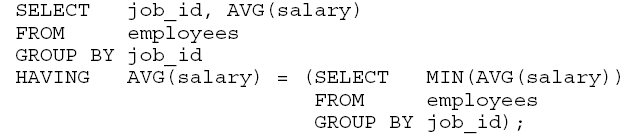 SELECT job_id, AVG(salary)
FROM employees
GROUP BY job_id
HAVING AVG(salary) = (SELECT MIN(AVG(salary))
FROM employees
GROUP BY job_id);